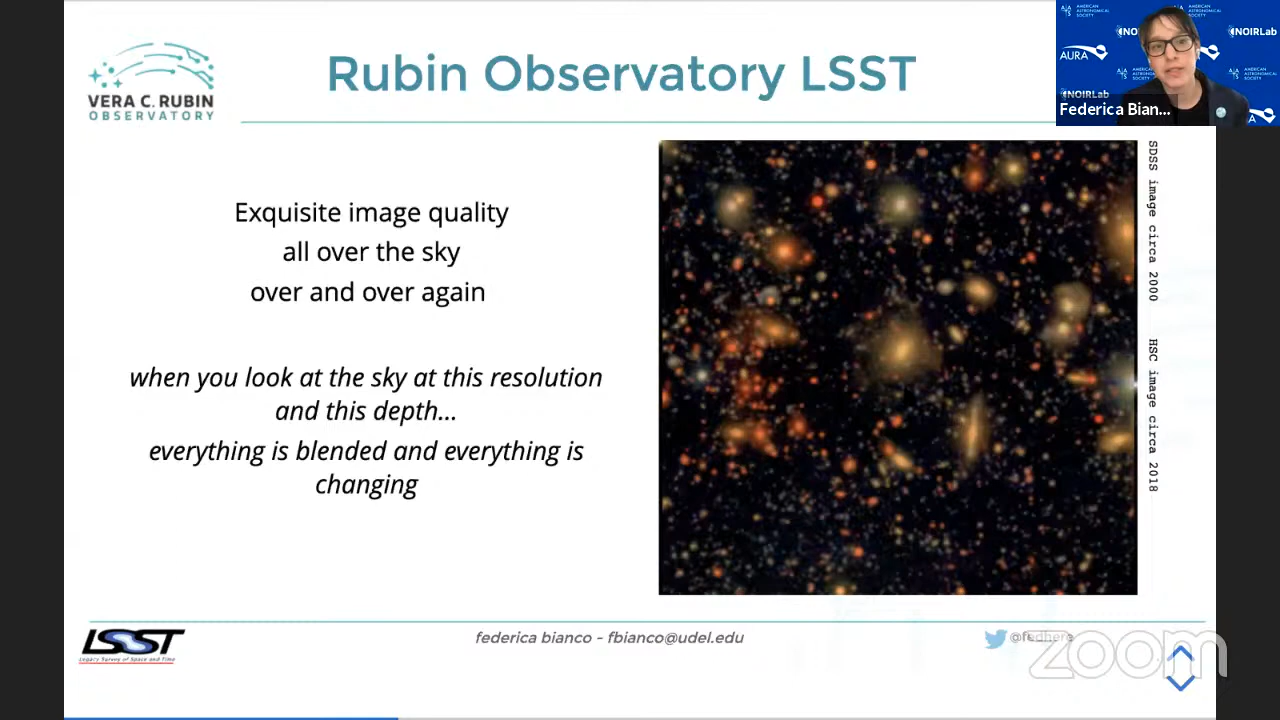 VERA C. RUBIN
OBSERVATORY
Rubin Observatory LSST
AMERICAN
ASTRONOMICAL
SOCIETY
NOIRLab
AURA
NOIRLab
Federica Bian...
Exquisite image quality
all over the sky
over and over again
when you look at the sky at this resolution
and this depth...
everything is blended and everything is
changing
SDSS image circa 2000
HSC image circa 2018
LSST
Legacy Survey of Space and Time
federica bianco - fbianco@udel.edu
@fedhere
zoom